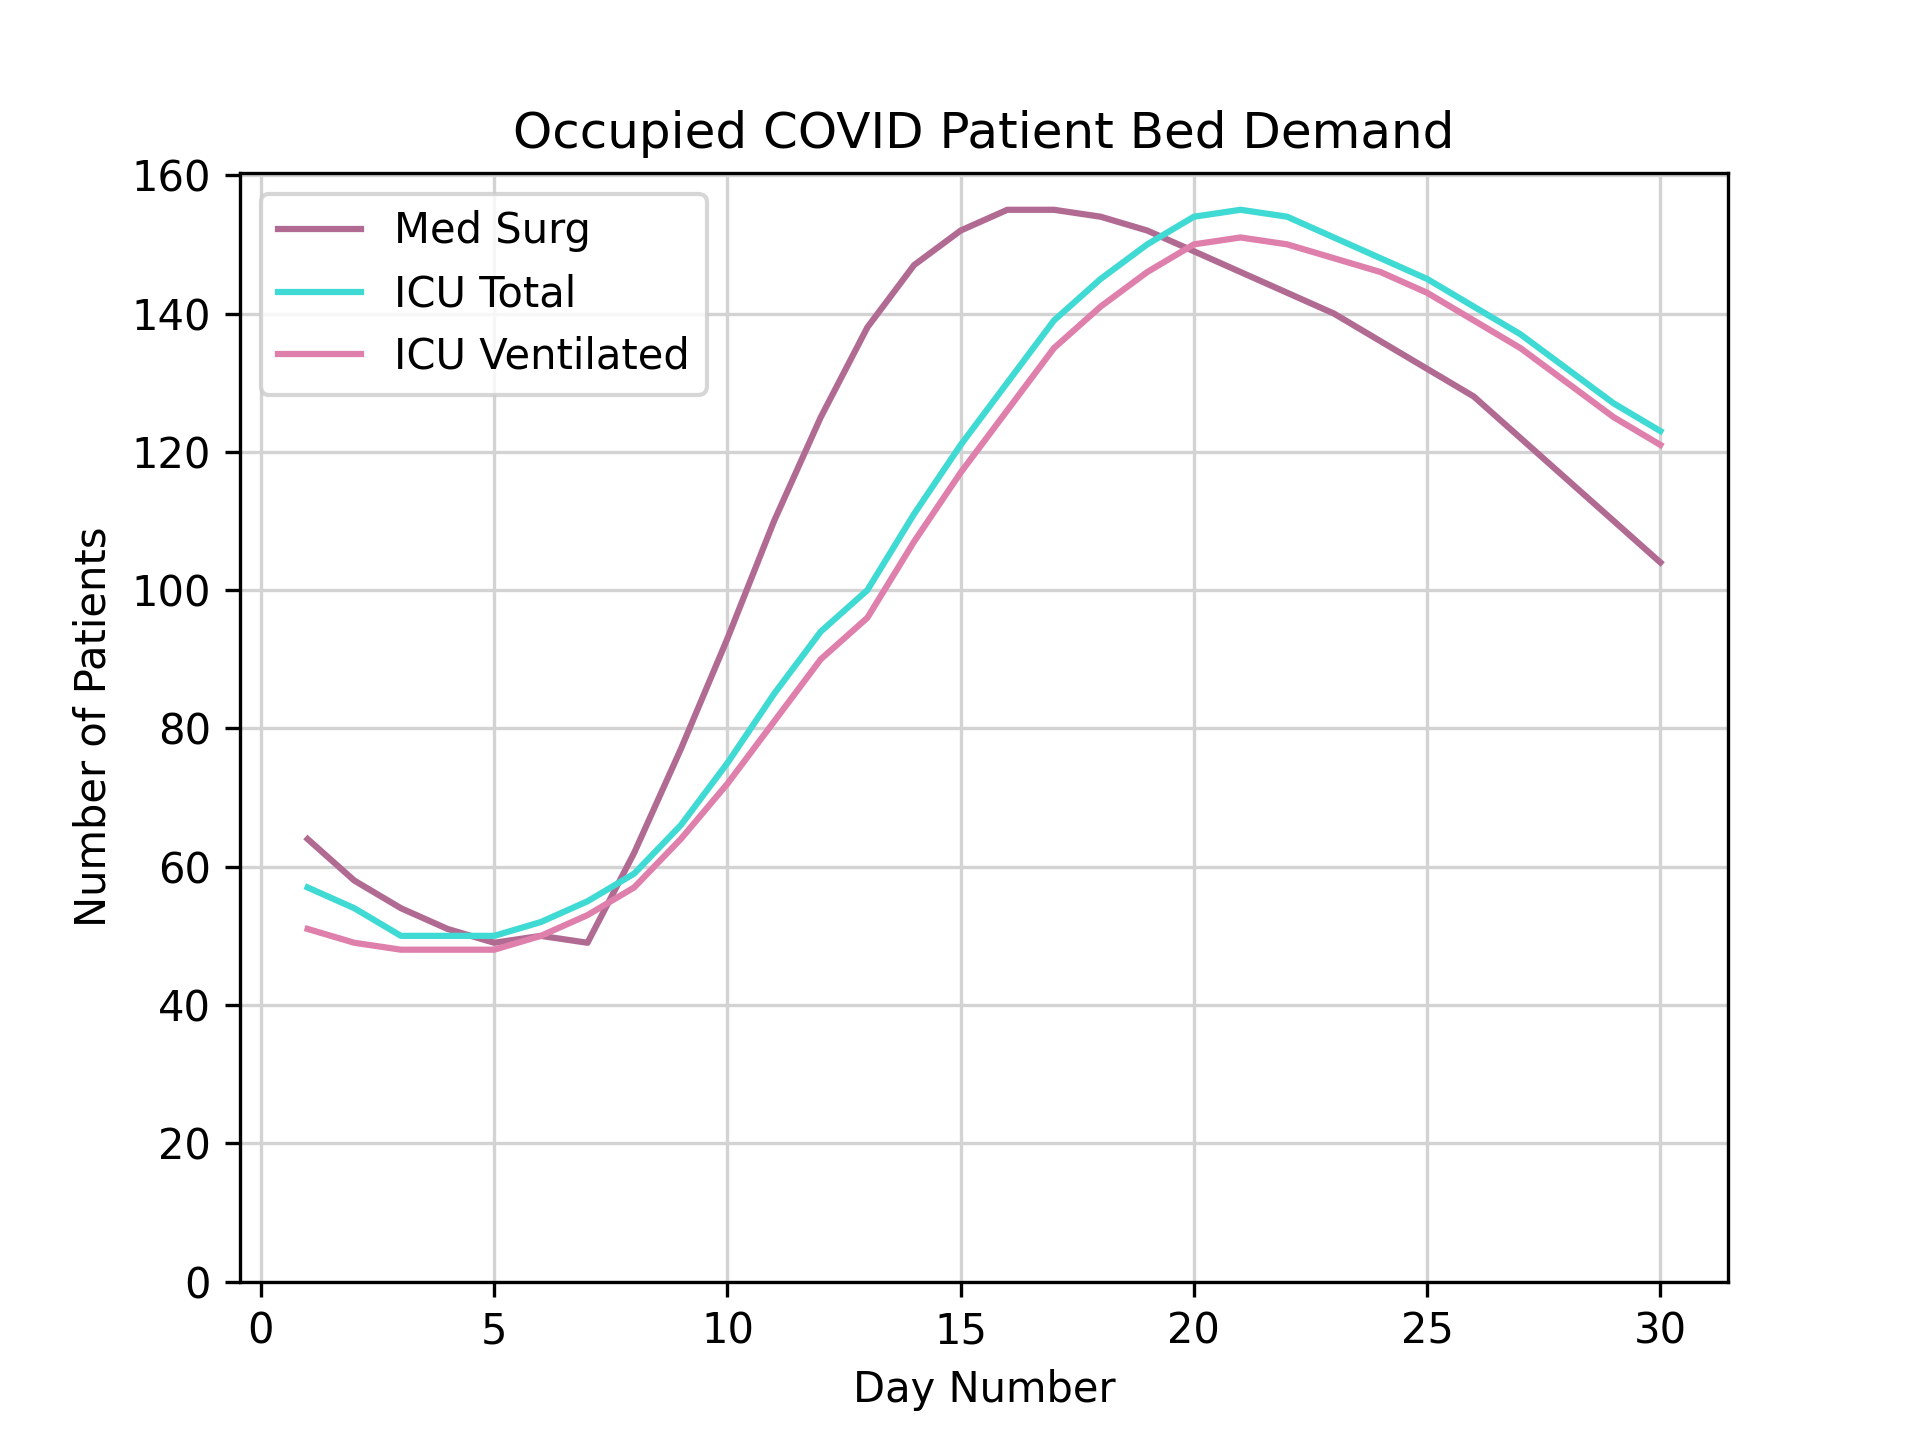 Occupied COVID Patient Bed Demand
Med Surg
ICU Total
ICU Ventilated
Number of Patients
160
140
120
100
80
60
40
20
0
0 5 10 15 20 25 30
Day Number